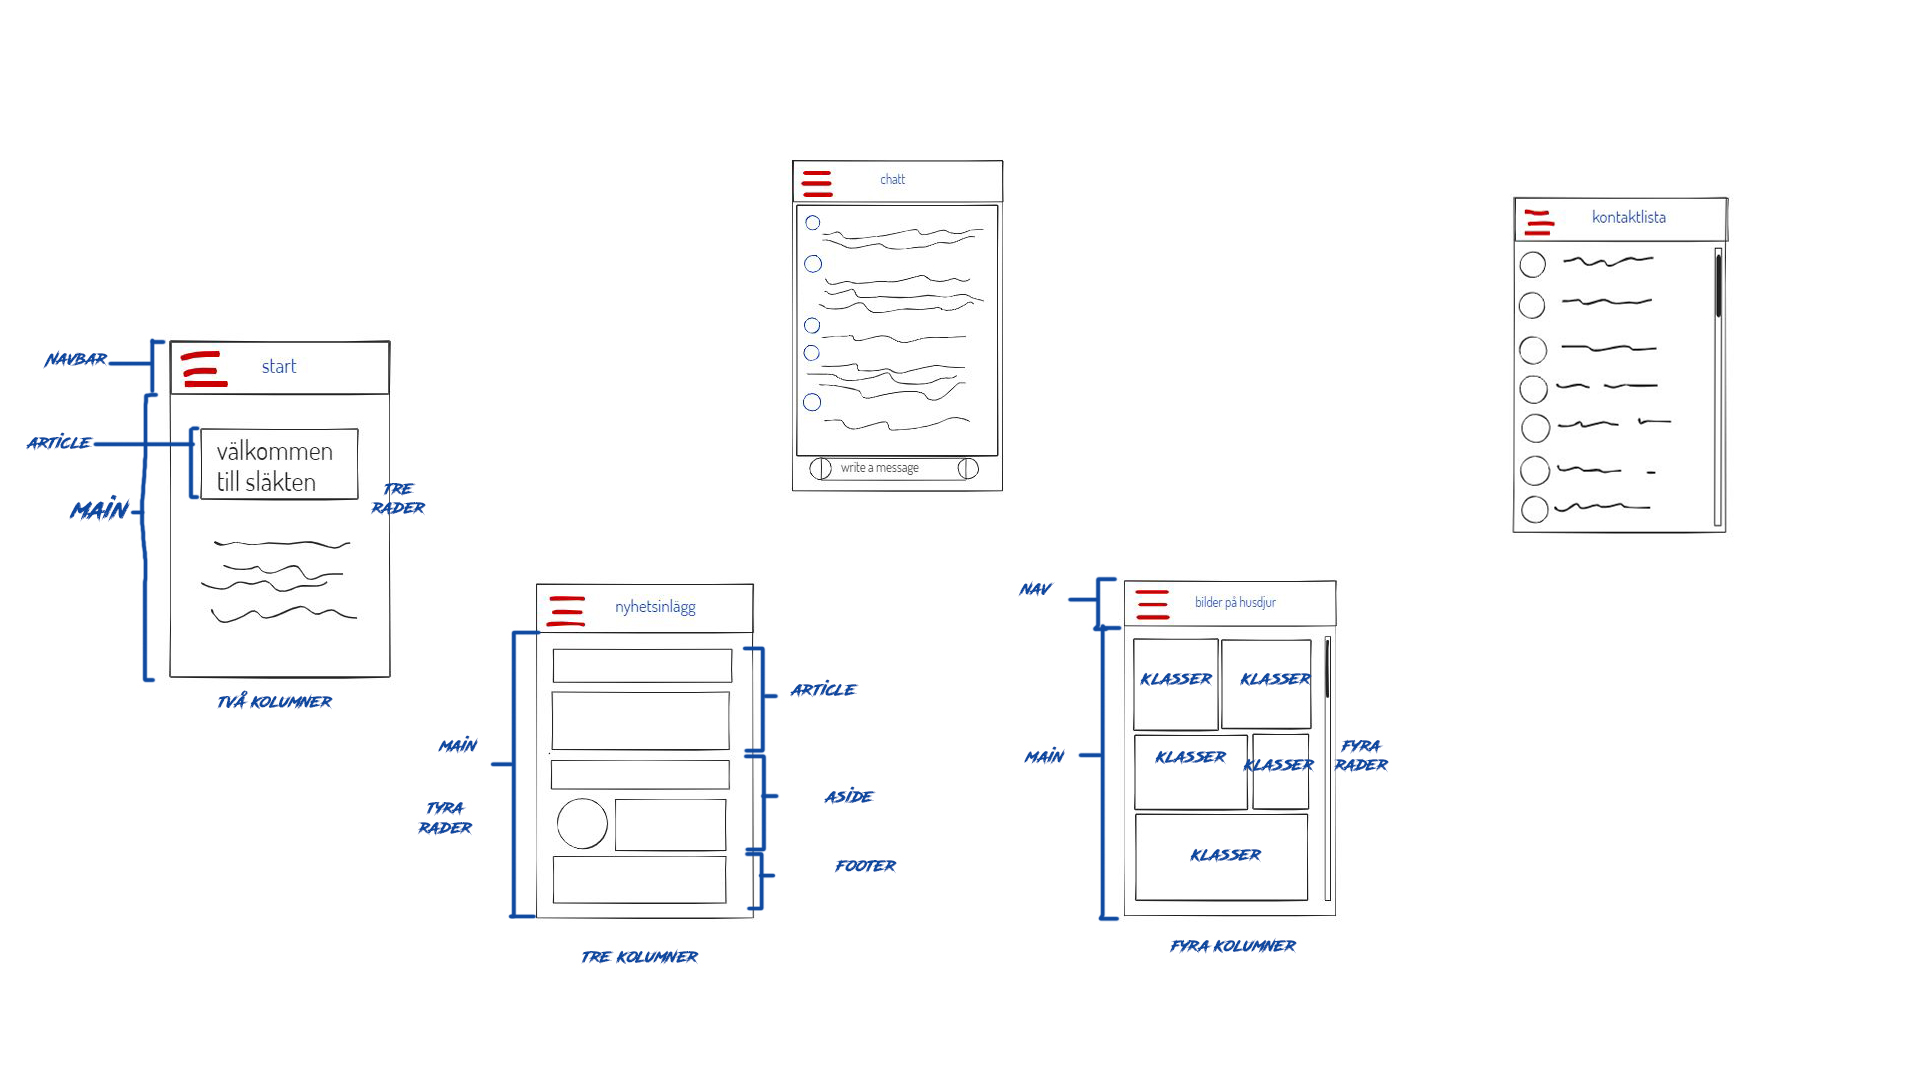 chatt
write a message
kontaktlista
NAVBAR
start
ARTICLE
välkommen
till släkten
MAIN
TRE
RADER
TVÅ KOLUMNER
nyhetsinlägg
ARTICLE
MAIN
TYRA
RADER
ASIDE
FOOTER
TRE KOLUMNER
NAV
bilder på husdjur
KLASSER
KLASSER
MAIN
KLASSER
KLASSER
FYRA
RADER
KLASSER
FYRA KOLUMNER